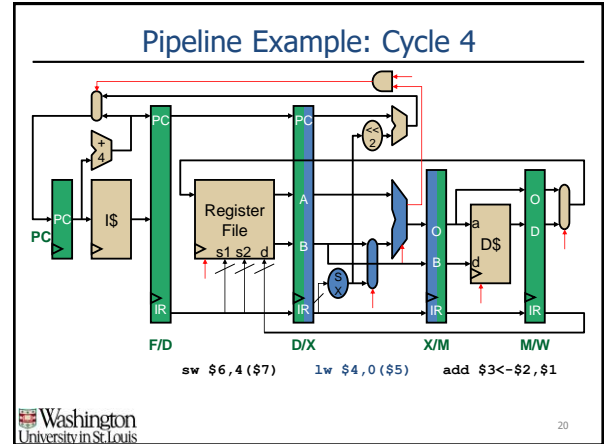 Pipeline Example: Cycle 4
PC
PC
+
4
<<
2
PC
I$
PC
Register
File
s1 s2 d
A
B
S
X
O
B
a
D$
d
O
D
IR
IR
IR
IR
F/D
D/X
X/M
M/W
sw $6,4($7)
lw $4,0($5)
add $3<-$2,$1
Washington
University in St.Louis
20